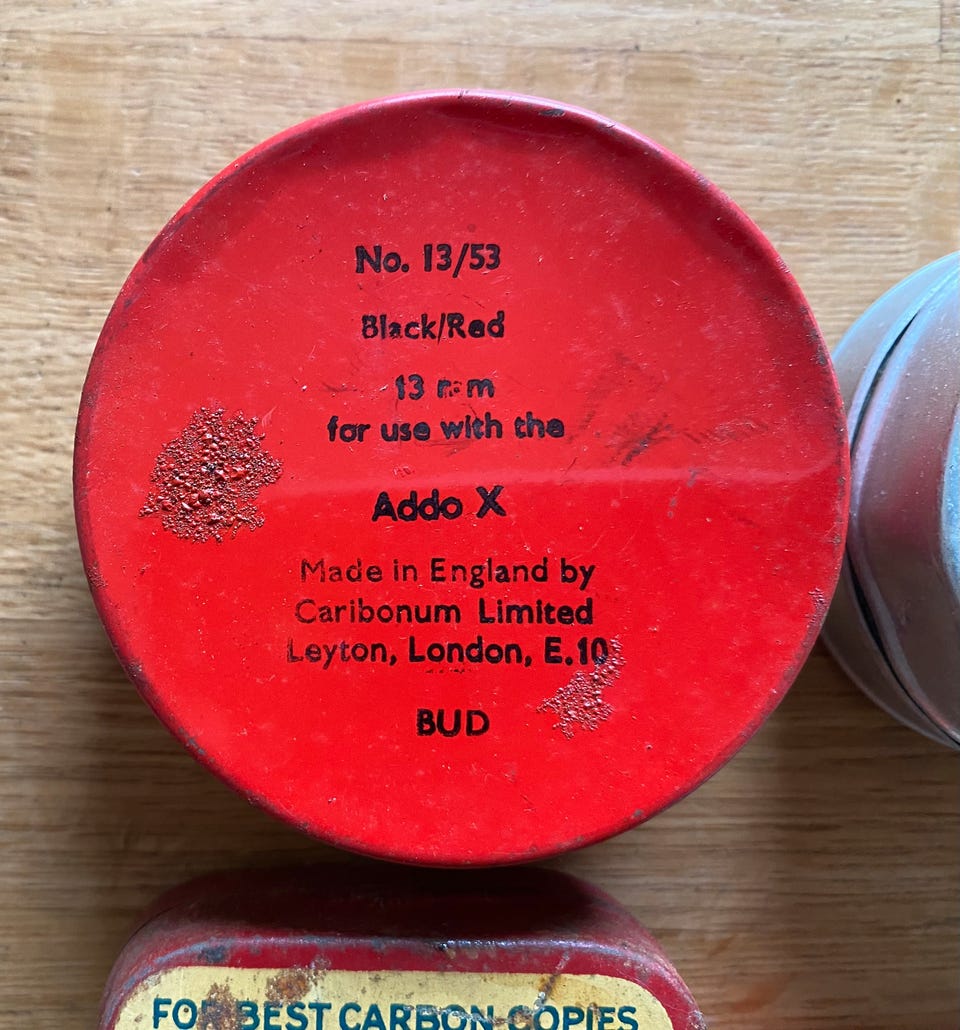 No. 13/53
Black/Red
13 mm
for use with the
Addo X
Made in England by
Caribonum Limited
Leyton, London, E.10
BUD
FOR BEST CARBON COPIES